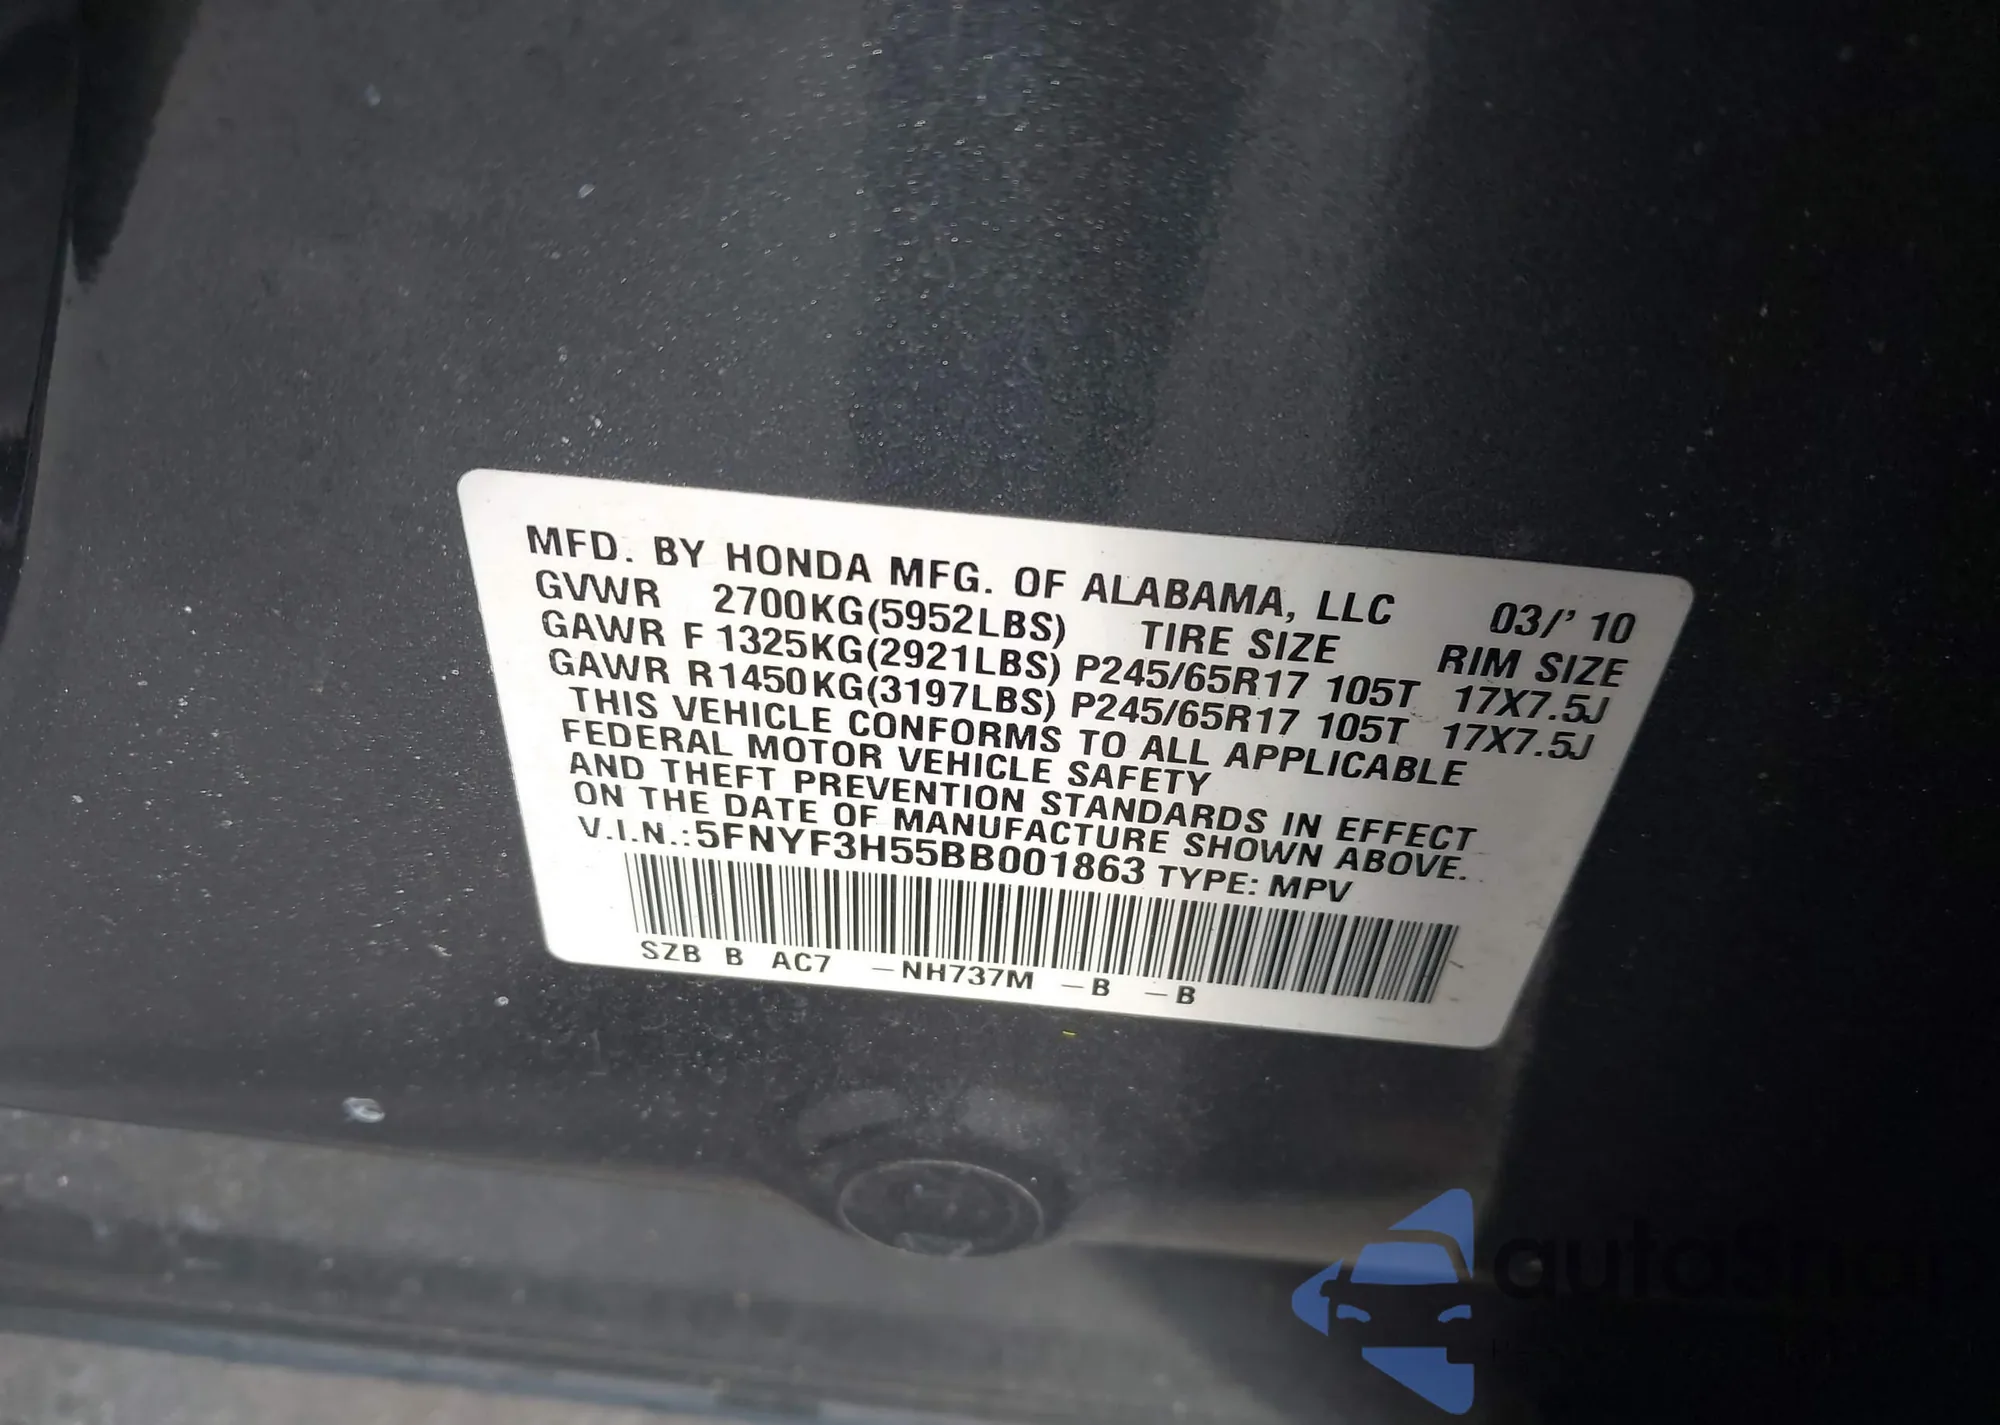 MFD. BY HONDA MFG. OF ALABAMA, LLC 03/' 10
GVWR 2700KG(5952LBS) TIRE SIZE RIM SIZE
GAWR F 1325KG(2921LBS) P245/65R17 105T 17X7.5J
GAWR R 1450KG(3197LBS) P245/65R17 105T 17X7.5J
THIS VEHICLE CONFORMS TO ALL APPLICABLE
FEDERAL MOTOR VEHICLE SAFETY
AND THEFT PREVENTION STANDARDS IN EFFECT
ON THE DATE OF MANUFACTURE SHOWN ABOVE.
V.I.N.:5FNYF3H55BB001863 TYPE: MPV
SZB B AC7 -NH737M -B -B